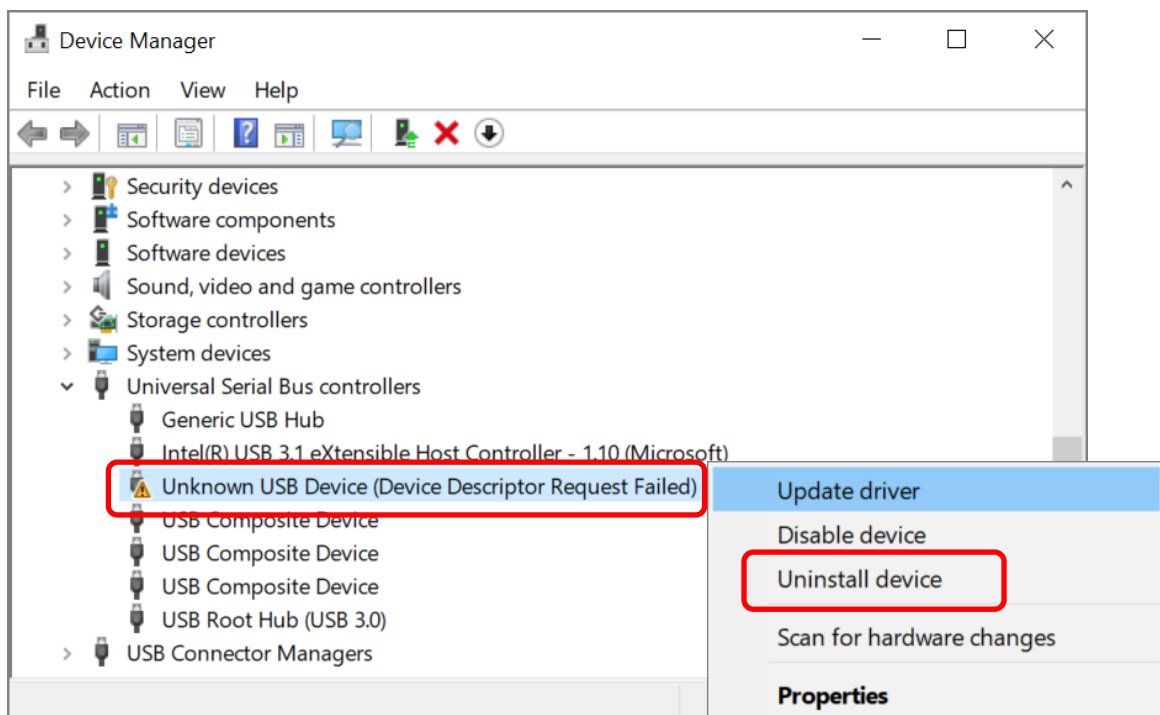 Device Manager
File Action View Help
Security devices
Software components
Software devices
Sound, video and game controllers
Storage controllers
System devices
Universal Serial Bus controllers
Generic USB Hub
Intel(R) USB 3.1 eXtensible Host Controller - 1.10 (Microsoft)
Unknown USB Device (Device Descriptor Request Failed)
USB Composite Device
USB Composite Device
USB Composite Device
USB Root Hub (USB 3.0)
USB Connector Managers
Update driver
Disable device
Uninstall device
Scan for hardware changes
Properties